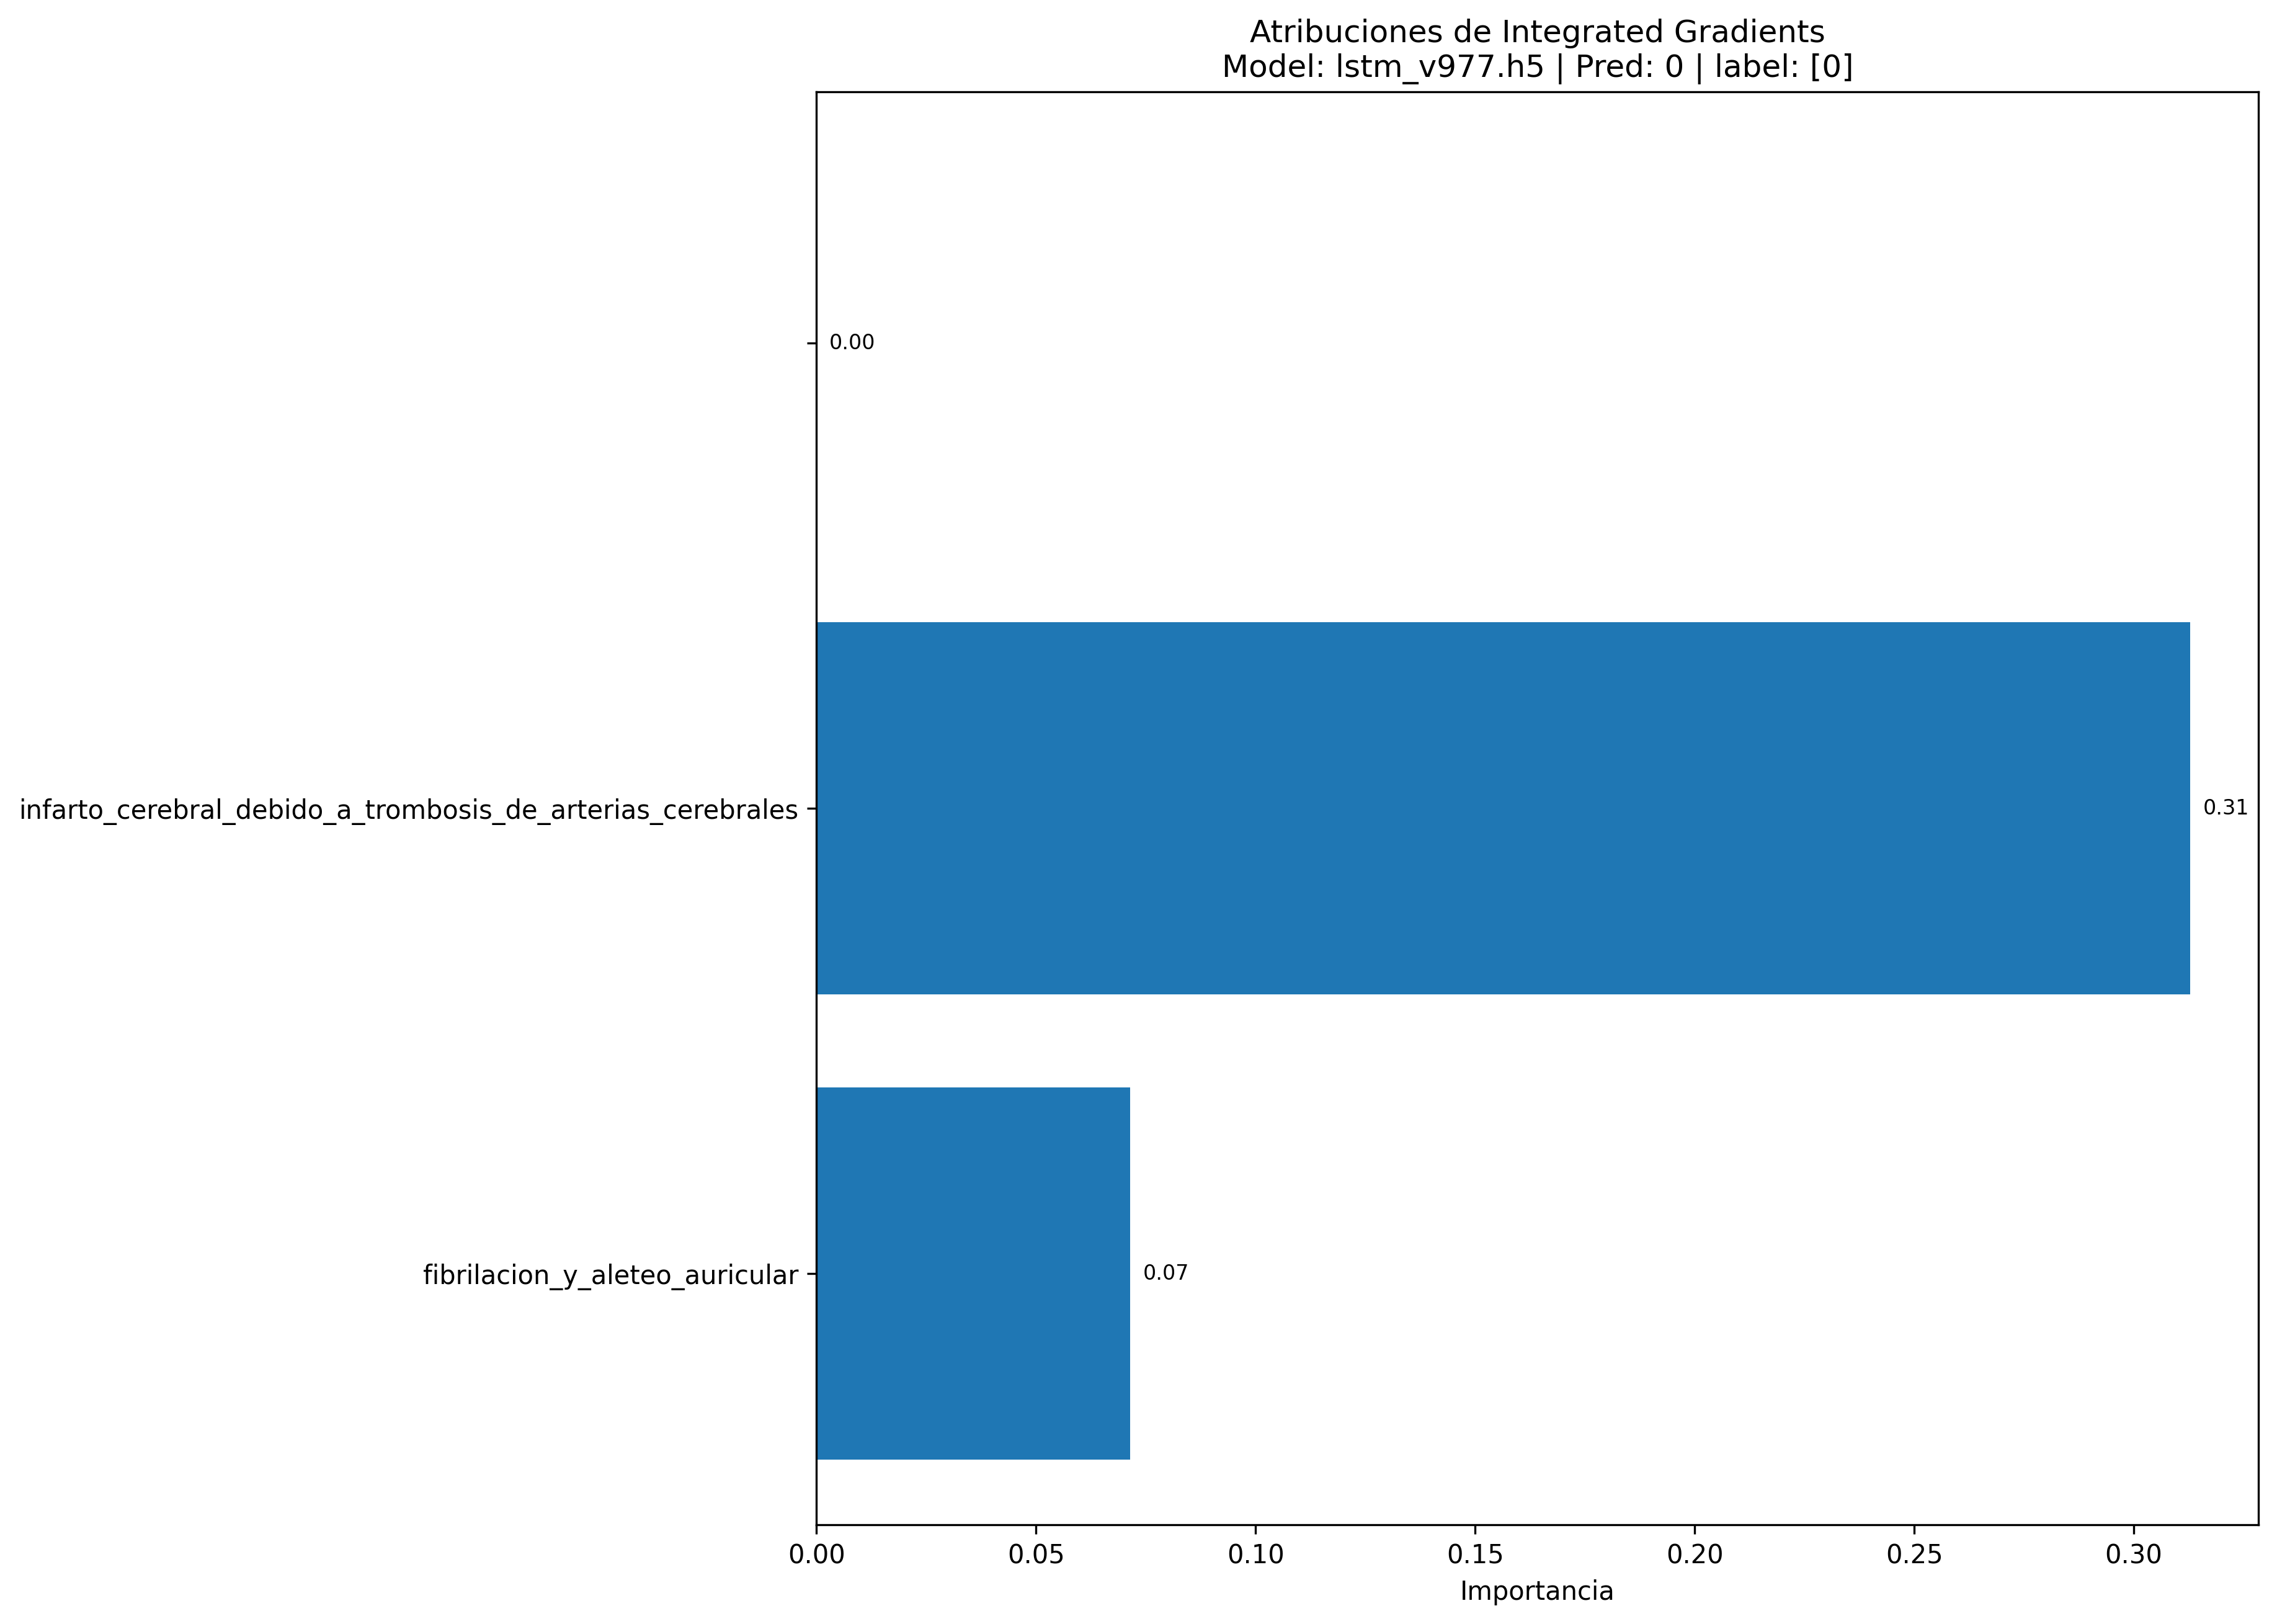 Atribuciones de Integrated Gradients
Model: lstm_v977.h5 | Pred: 0 | label: [0]
0.00
infarto_cerebral_debido_a_trombosis_de_arterias_cerebrales
0.31
fibrilacion_y_aleteo_auricular
0.07
0.00 0.05 0.10 0.15 0.20 0.25 0.30
Importancia